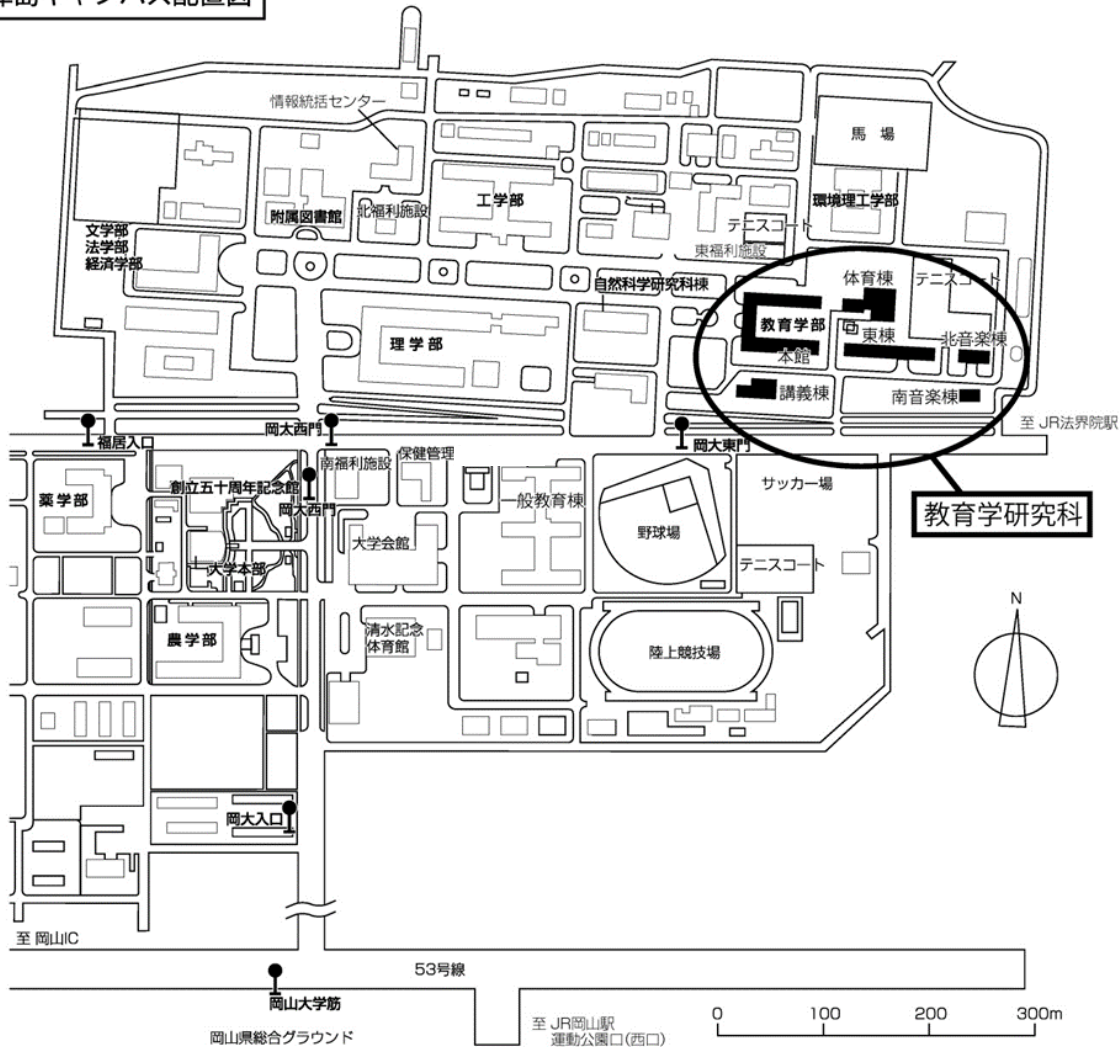 キャンパス配置図
情報統括センター
馬 場
附属図書館
北福利施設
工学部
環境理工学部
テニスコート
東福利施設
文学部
法学部
経済学部
自然科学研究科棟
体育棟
テニスコート
教育学部
東棟
北音楽棟
理学部
本館
講義棟
南音楽棟
至 JR法界院駅
福居入口
岡大西門
岡大東門
南福利施設
保健管理
サッカー場
薬学部
創立五十周年記念館
岡大西門
一般教育棟
教育学研究科
大学会館
野球場
大学本部
テニスコート
N
農学部
清水記念
体育館
陸上競技場
岡大入口
至 岡山IC
53号線
岡山大学筋
岡山県総合グラウンド
至 JR岡山駅
運動公園口(西口)
0 100 200 300m